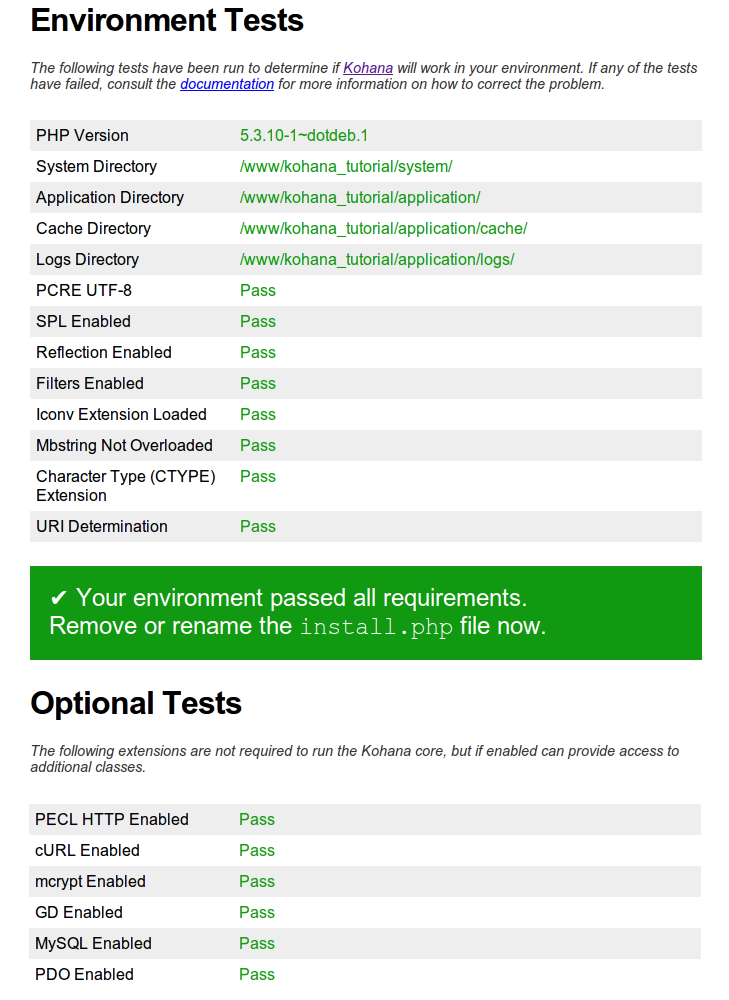 Environment Tests
The following tests have been run to determine if Kohana will work in your environment. If any of the tests
have failed, consult the documentation for more information on how to correct the problem.
PHP Version 5.3.10-1~dotdeb.1
System Directory /www/kohana_tutorial/system/
Application Directory /www/kohana_tutorial/application/
Cache Directory /www/kohana_tutorial/application/cache/
Logs Directory /www/kohana_tutorial/application/logs/
PCRE UTF-8 Pass
SPL Enabled Pass
Reflection Enabled Pass
Filters Enabled Pass
Iconv Extension Loaded Pass
Mbstring Not Overloaded Pass
Character Type (CTYPE) Pass
Extension
URI Determination Pass
✔ Your environment passed all requirements.
Remove or rename the install.php file now.
Optional Tests
The following extensions are not required to run the Kohana core, but if enabled can provide access to
additional classes.
PECL HTTP Enabled Pass
cURL Enabled Pass
mcrypt Enabled Pass
GD Enabled Pass
MySQL Enabled Pass
PDO Enabled Pass